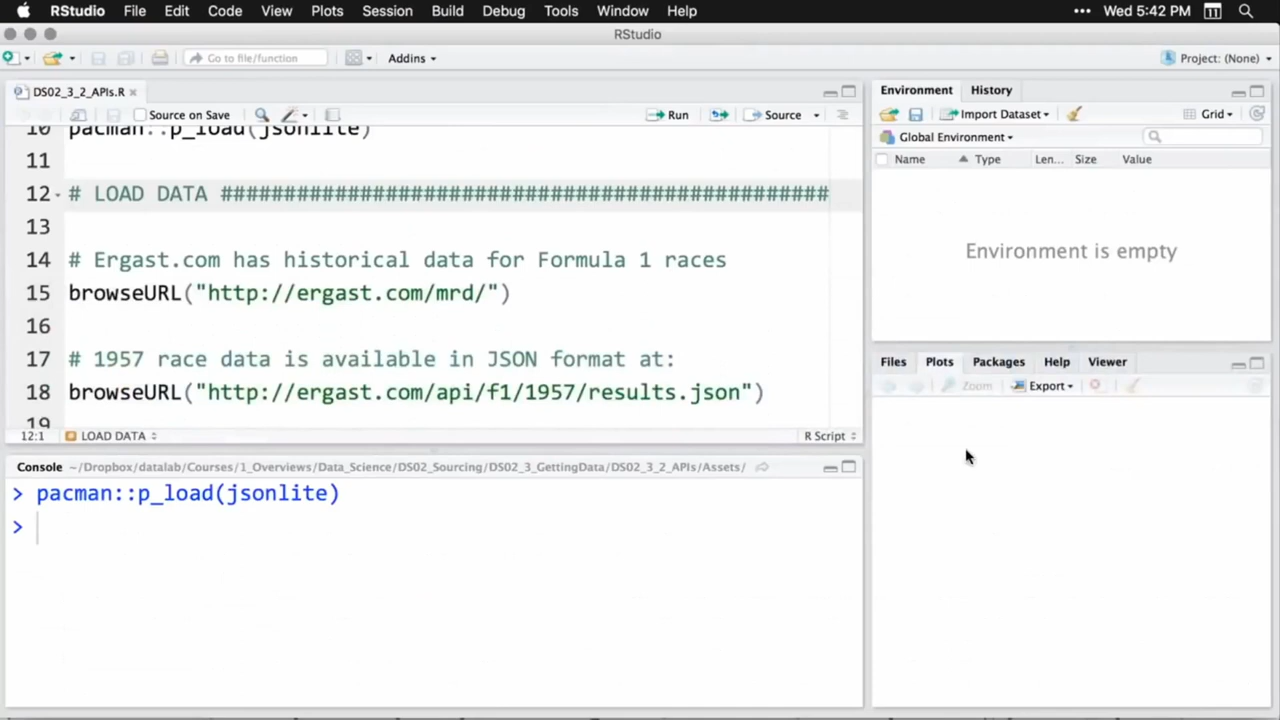 RStudio File Edit Code View Plots Session Build Debug Tools Window Help ••• Wed 5:42 PM 11
RStudio
Go to file/function Addins Project: (None)
DS02_3_2_APIs.R
Source on Save Run Source
10 pacman::p_load(jsonlite)
11
12 # LOAD DATA ################################################
13
14 # Ergast.com has historical data for Formula 1 races
15 browseURL("http://ergast.com/mrd/")
16
17 # 1957 race data is available in JSON format at:
18 browseURL("http://ergast.com/api/f1/1957/results.json")
19
12:1 LOAD DATA R Script
Console ~/Dropbox/datalab/Courses/1_Overviews/Data_Science/DS02_Sourcing/DS02_3_GettingData/DS02_3_2_APIs/Assets/
> pacman::p_load(jsonlite)
>
Environment History
Import Dataset Grid
Global Environment
Name Type Len... Size Value
Environment is empty
Files Plots Packages Help Viewer
Zoom Export